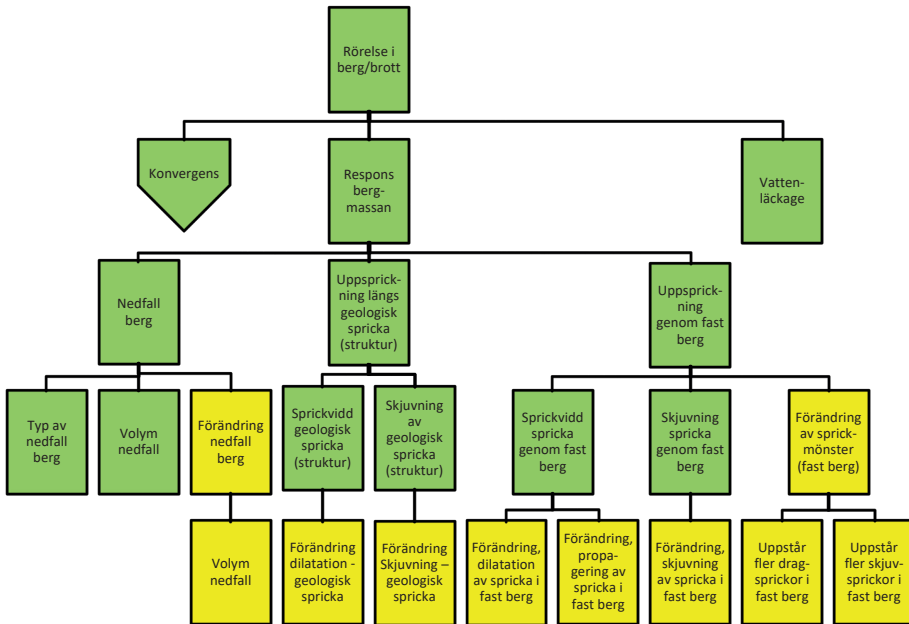 Rörelse i
berg/brott
Konvergens
Respons
berg-
massan
Vatten-
läckage
Nedfall
berg
Uppsprickning längs
geologisk
spricka
(struktur)
Uppsprick-
ning
genom fast
berg
Typ av
nedfall
berg
Volym
nedfall
Förändring
nedfall
berg
Sprickvidd
geologisk
spricka
(struktur)
Skjuvning
av
geologisk
spricka
(struktur)
Sprickvidd
spricka
genom fast
berg
Skjuvning
spricka
genom fast
berg
Förändring
av sprick-
mönster
(fast berg)
Volym
nedfall
Förändring
dilatation -
geologisk
spricka
Förändring
Skjuvning –
geologisk
spricka
Förändring,
dilatation
av spricka i
fast berg
Förändring,
propa-
gering av
spricka i
fast berg
Förändring,
skjuvning
av spricka i
fast berg
Uppstår
fler drag-
sprickor i
fast berg
Uppstår
fler skjuv-
sprickor i
fast berg